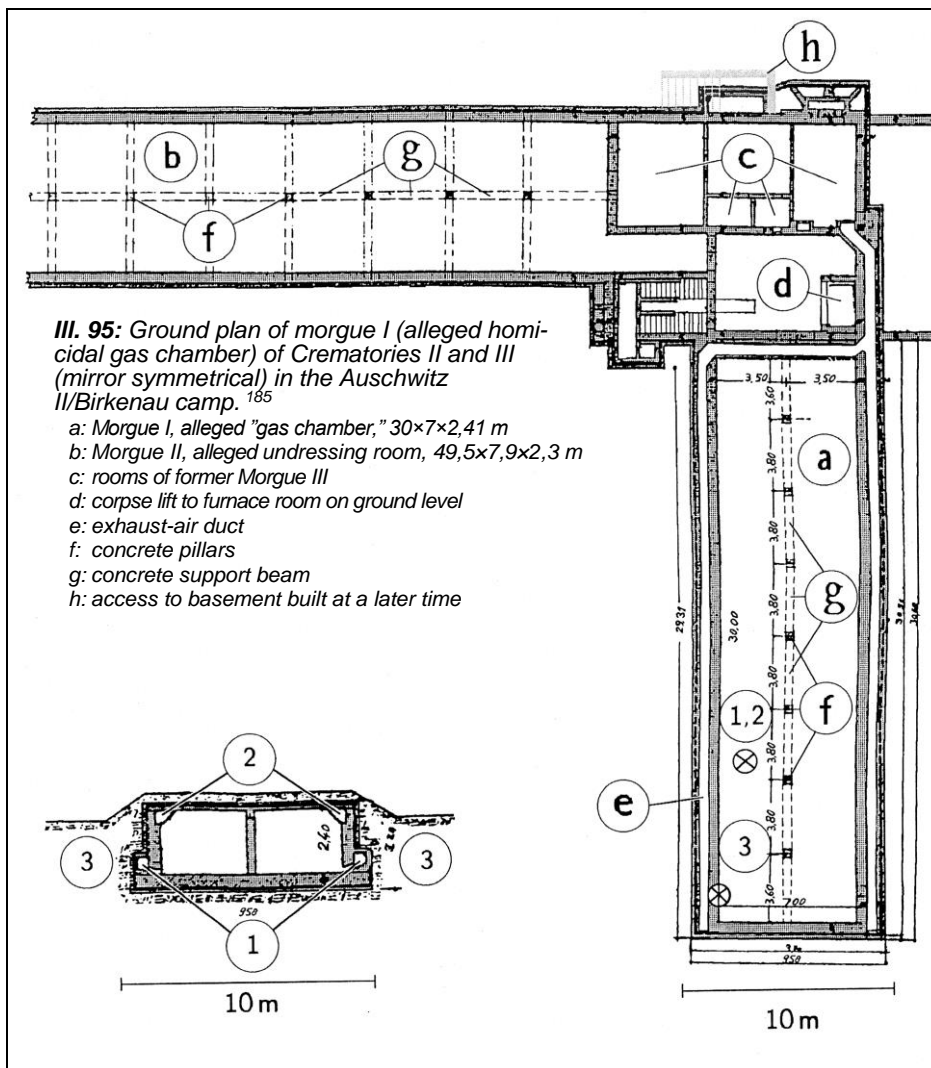 h
b
g
c
f
d
Ill. 95: Ground plan of morgue I (alleged homi-
cidal gas chamber) of Crematories II and III
(mirror symmetrical) in the Auschwitz
II/Birkenau camp. 185
a: Morgue I, alleged "gas chamber," 30×7×2,41 m
b: Morgue II, alleged undressing room, 49,5×7,9×2,3 m
c: rooms of former Morgue III
d: corpse lift to furnace room on ground level
e: exhaust-air duct
f: concrete pillars
g: concrete support beam
h: access to basement built at a later time
3,50 3,50
3,60
a
3,80
3,80
g
3,80
30,00
3,80
f
1,2
3,80
e
3,80
3
3,80
3,60
7,00
950
10 m
2
3
2,40
3
950
1
10 m